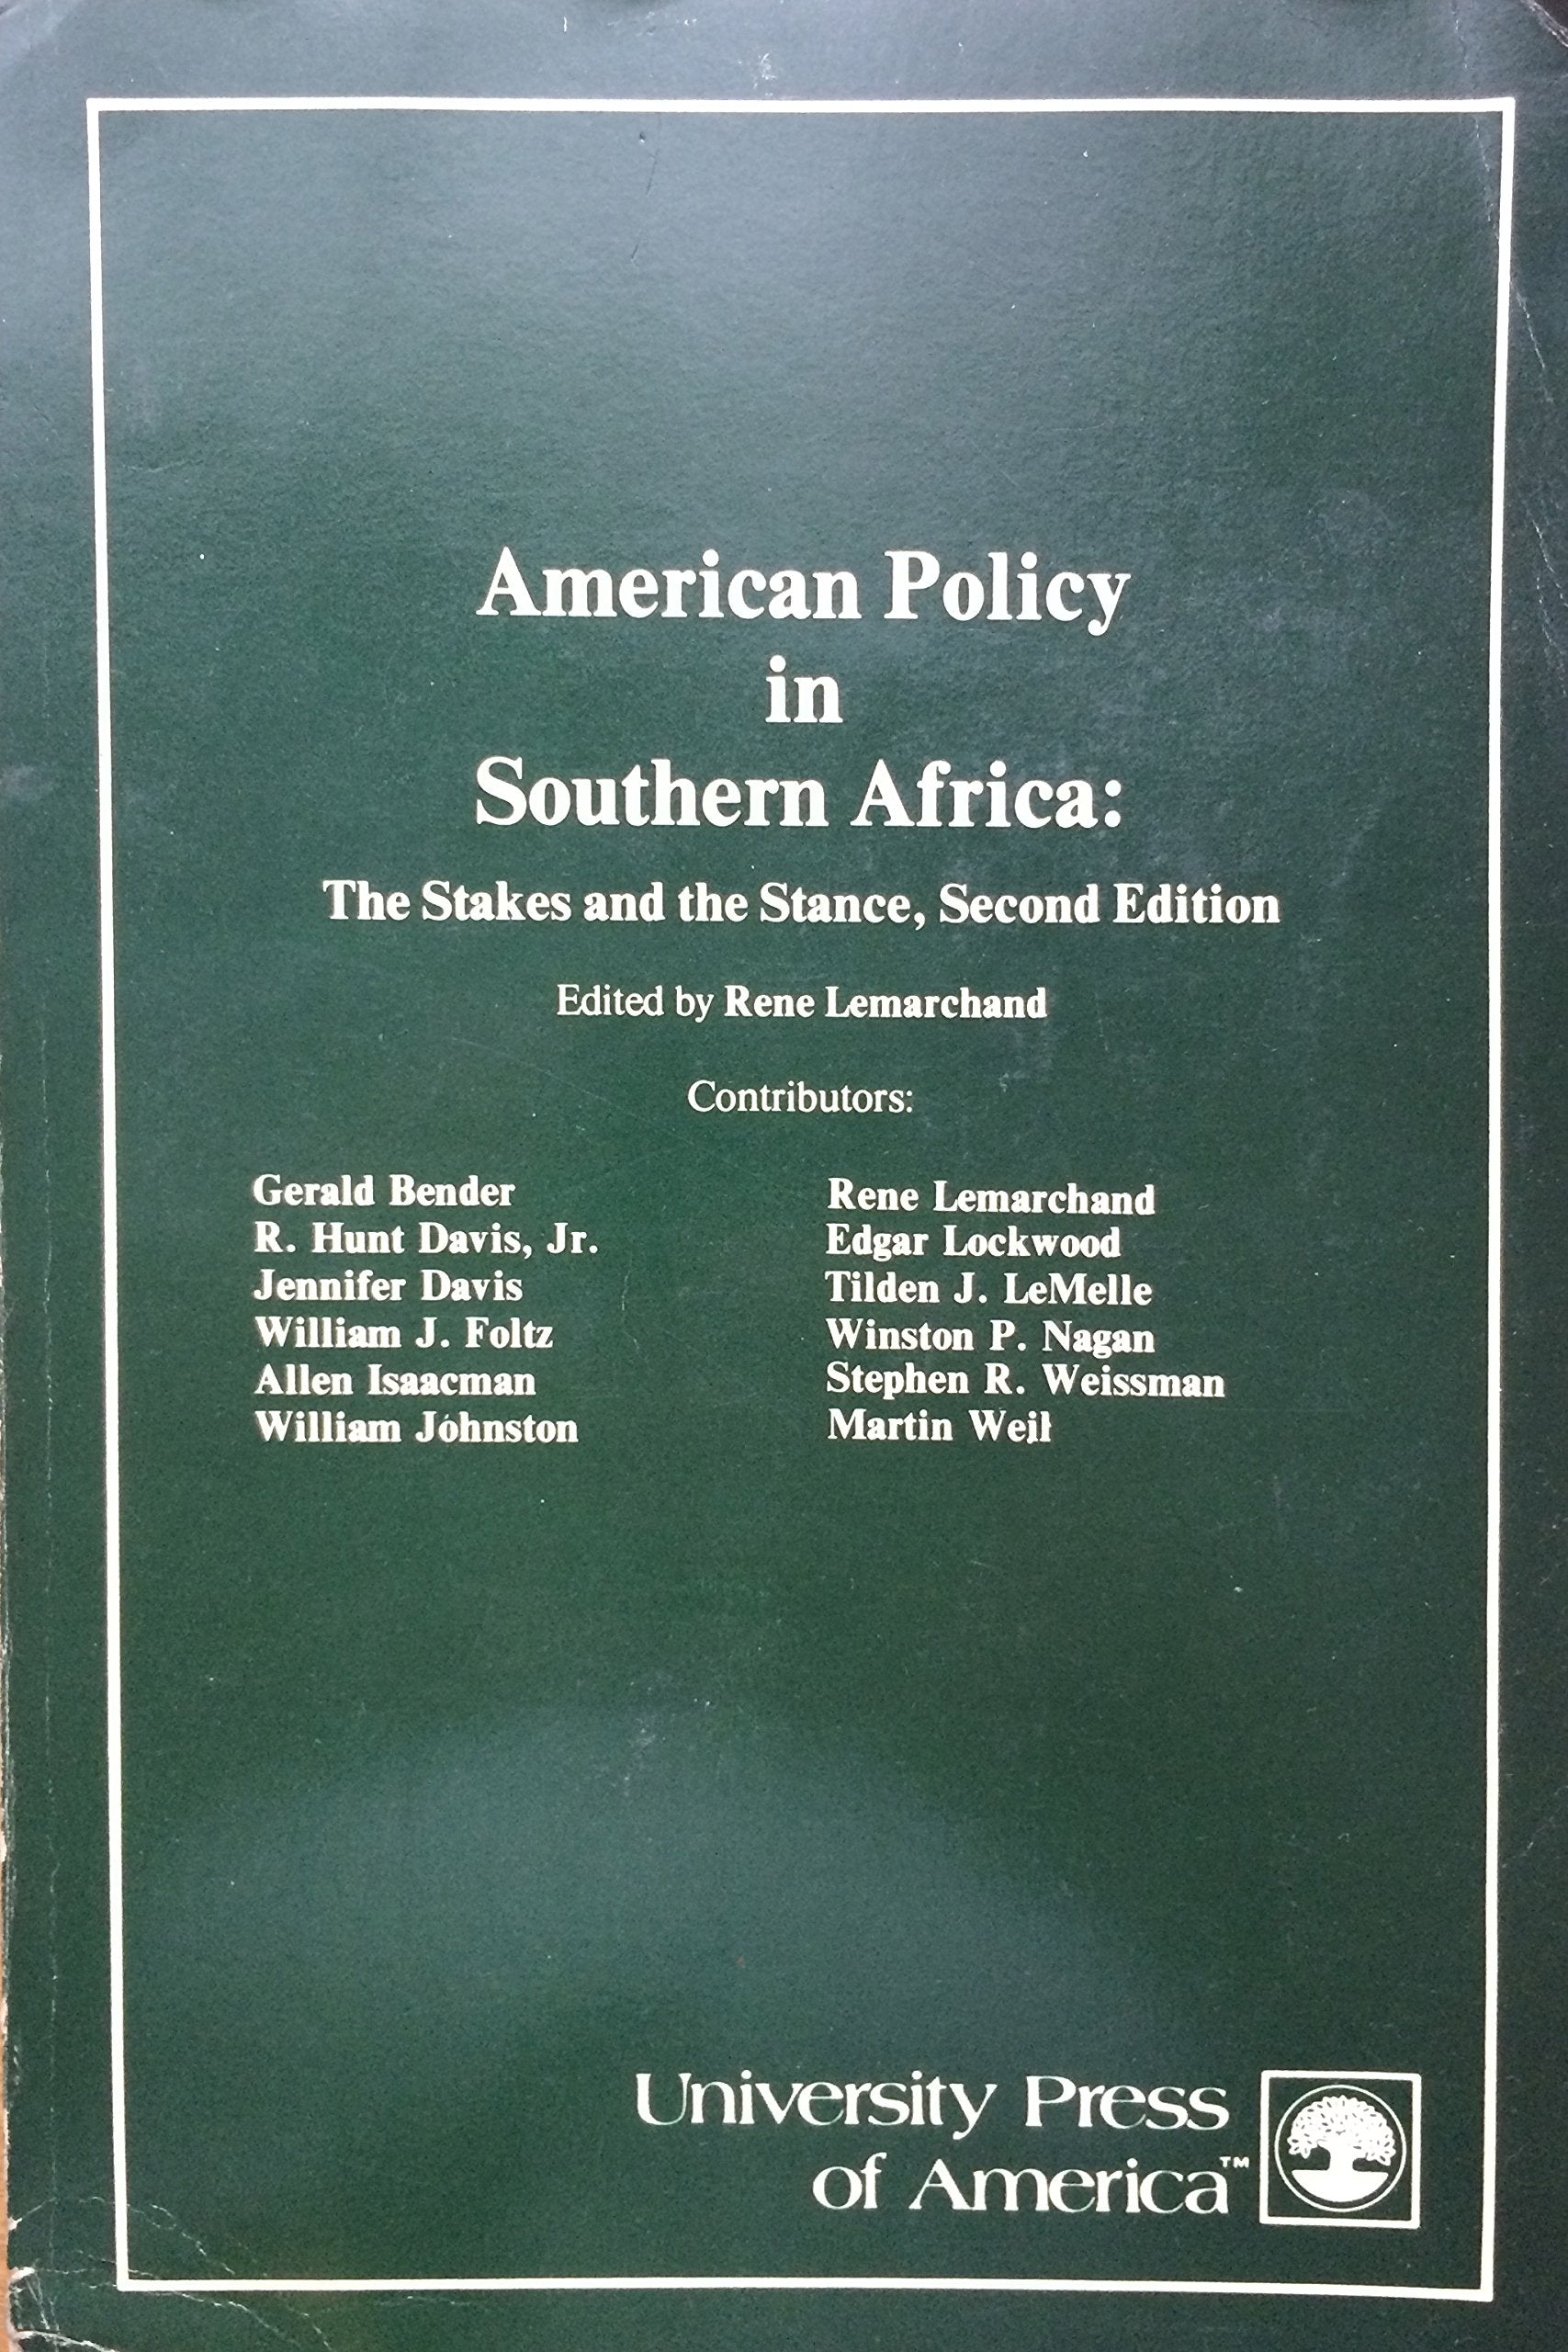 American Policy
in
Southern Africa:
The Stakes and the Stance, Second Edition
Edited by Rene Lemarchand
Contributors:
Gerald Bender
R. Hunt Davis, Jr.
Jennifer Davis
William J. Foltz
Allen Isaacman
William Johnston
Rene Lemarchand
Edgar Lockwood
Tilden J. LeMelle
Winston P. Nagan
Stephen R. Weissman
Martin Weil
University Press
of America™